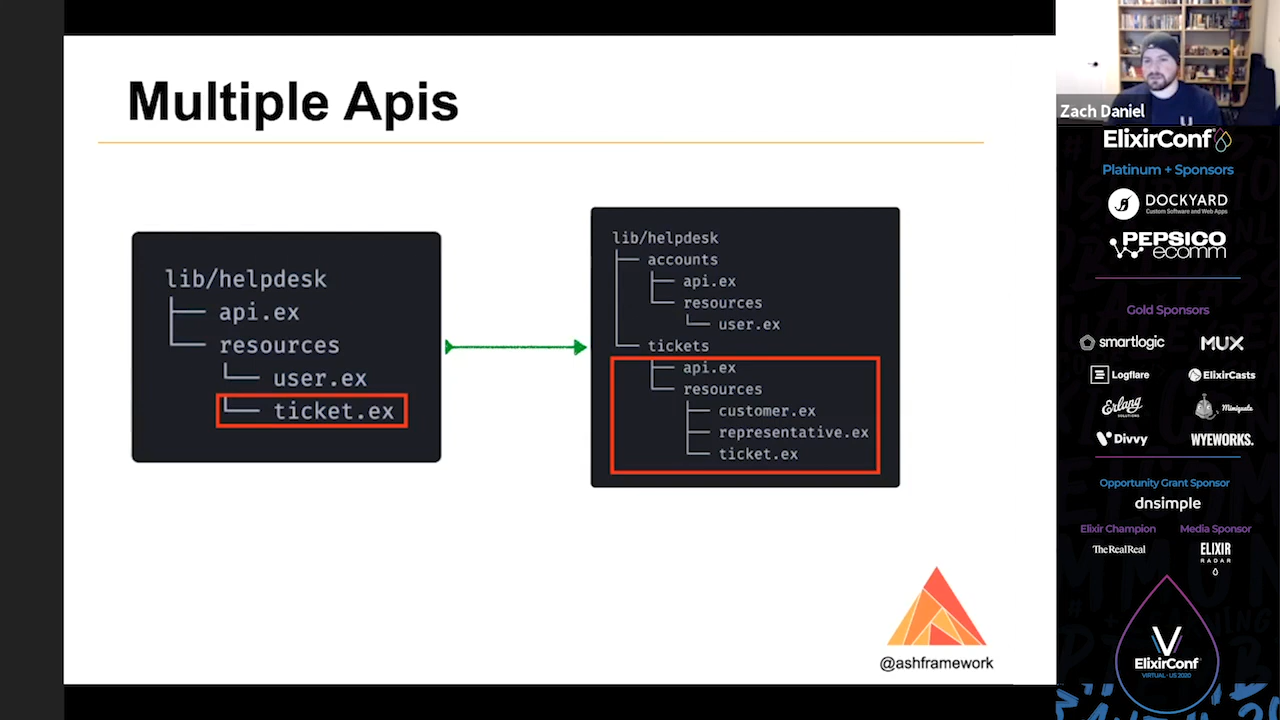 Multiple Apis
lib/helpdesk
api.ex
resources
user.ex
ticket.ex
lib/helpdesk
accounts
api.ex
resources
user.ex
tickets
api.ex
resources
customer.ex
representative.ex
ticket.ex
@ashframework
Zach Daniel
ElixirConf
Platinum + Sponsors
DOCKYARD
Custom Software and Web Apps
PEPSICO
ecomm
Gold Sponsors
smartlogic
MUX
Logflare
ElixirCasts
Erlang
SOLUTIONS
Miniquate
Divvy
WYEWORKS.
Opportunity Grant Sponsor
dnsimple
Elixir Champion
Media Sponsor
TheRealReal
ELIXIR
RADAR
V
ElixirConf
VIRTUAL · US 2020